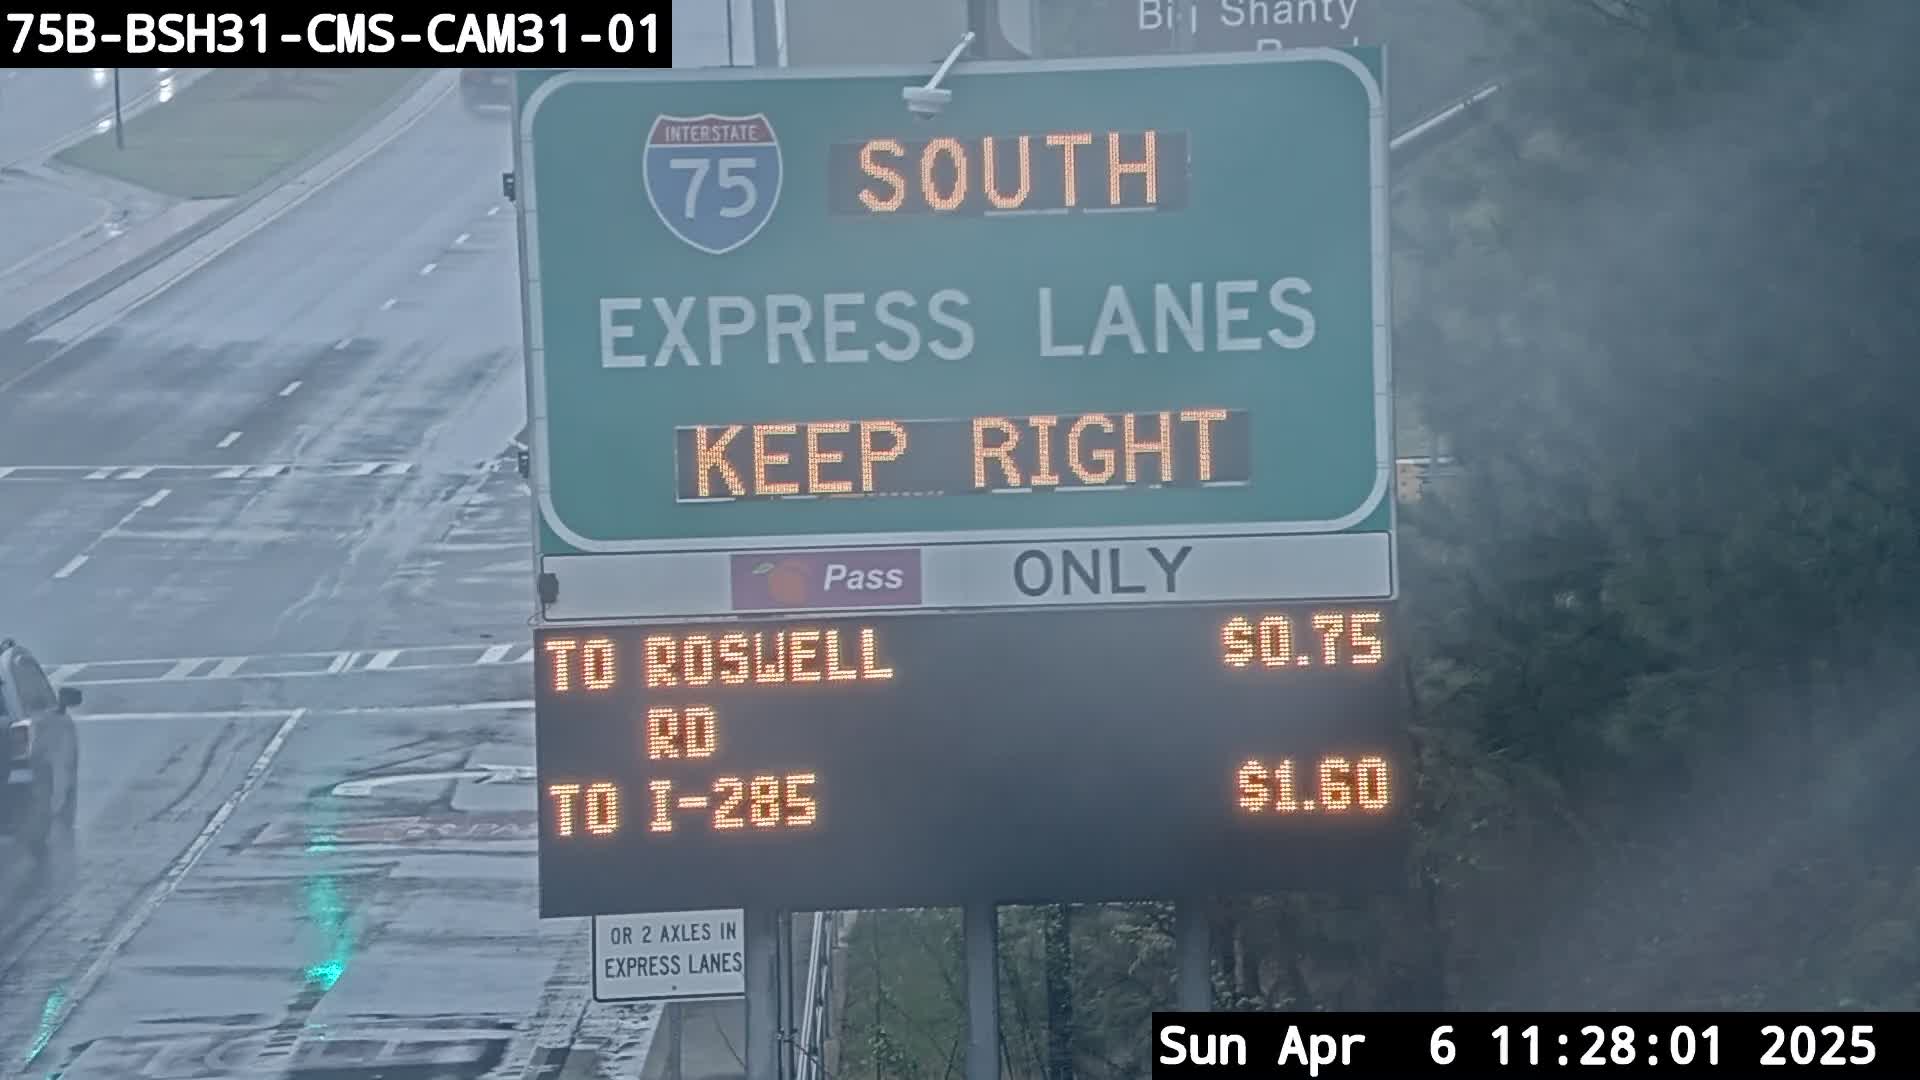 75B-BSH31-CMS-CAM31-01
Big Shanty
INTERSTATE
75
SOUTH
EXPRESS LANES
KEEP RIGHT
Pass ONLY
TO ROSWELL $0.75
RD
TO I-285 $1.60
OR 2 AXLES IN
EXPRESS LANES
Sun Apr 6 11:28:01 2025